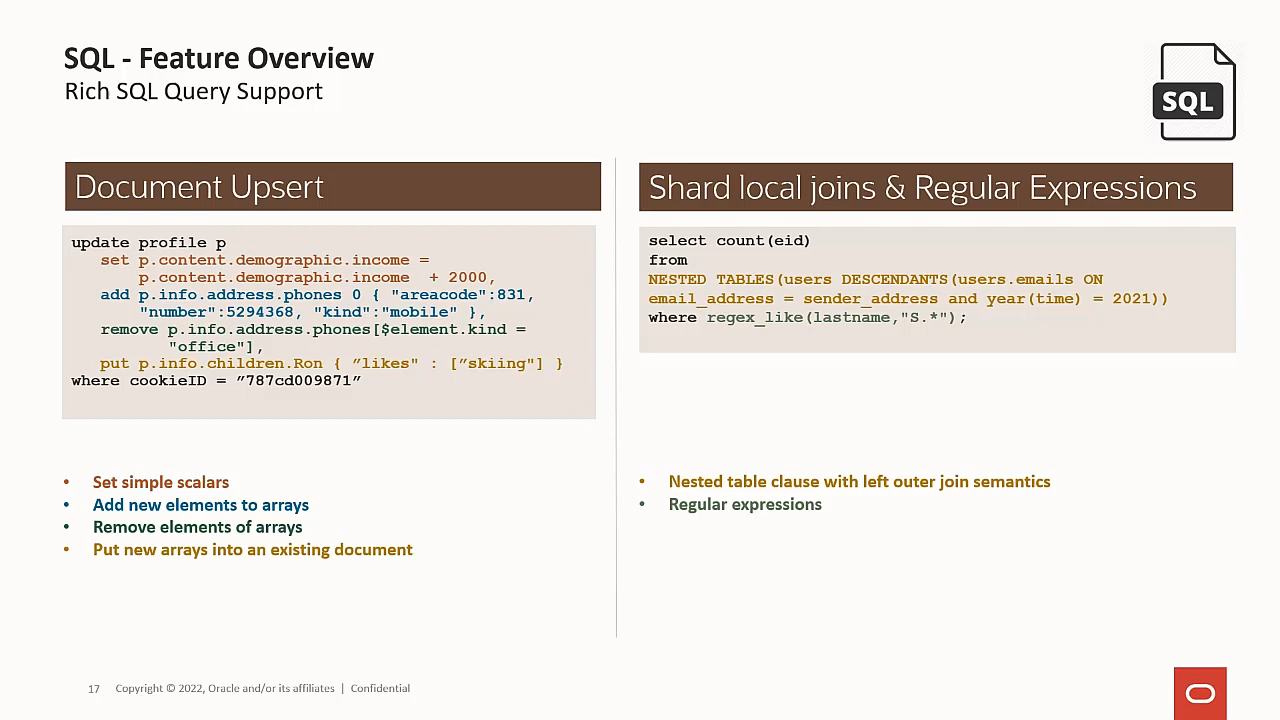 SQL - Feature Overview
Rich SQL Query Support
SQL
Document Upsert
update profile p
set p.content.demographic.income =
p.content.demographic.income + 2000,
add p.info.address.phones 0 { "areacode":831,
"number":5294368, "kind":"mobile" },
remove p.info.address.phones[$element.kind =
"office"],
put p.info.children.Ron { ”likes" : [”skiing"] }
where cookieID = ”787cd009871”
• Set simple scalars
• Add new elements to arrays
• Remove elements of arrays
• Put new arrays into an existing document
Shard local joins & Regular Expressions
select count(eid)
from
NESTED TABLES(users DESCENDANTS(users.emails ON
email_address = sender_address and year(time) = 2021))
where regex_like(lastname,"S.*");
• Nested table clause with left outer join semantics
• Regular expressions
17 Copyright © 2022, Oracle and/or its affiliates | Confidential